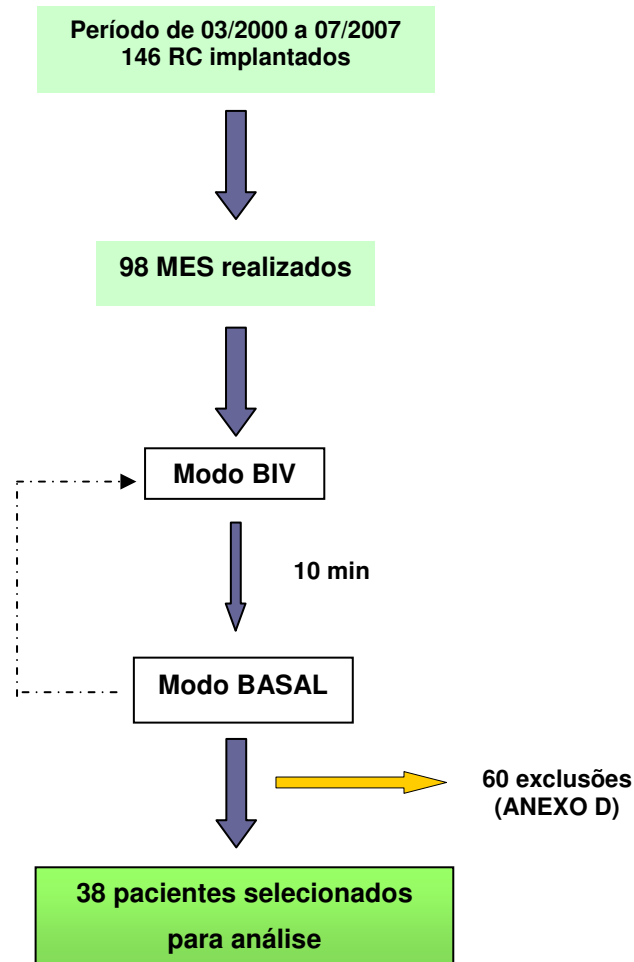 Período de 03/2000 a 07/2007
146 RC implantados
98 MES realizados
Modo BIV
10 min
Modo BASAL
60 exclusões
(ANEXO D)
38 pacientes selecionados
para análise